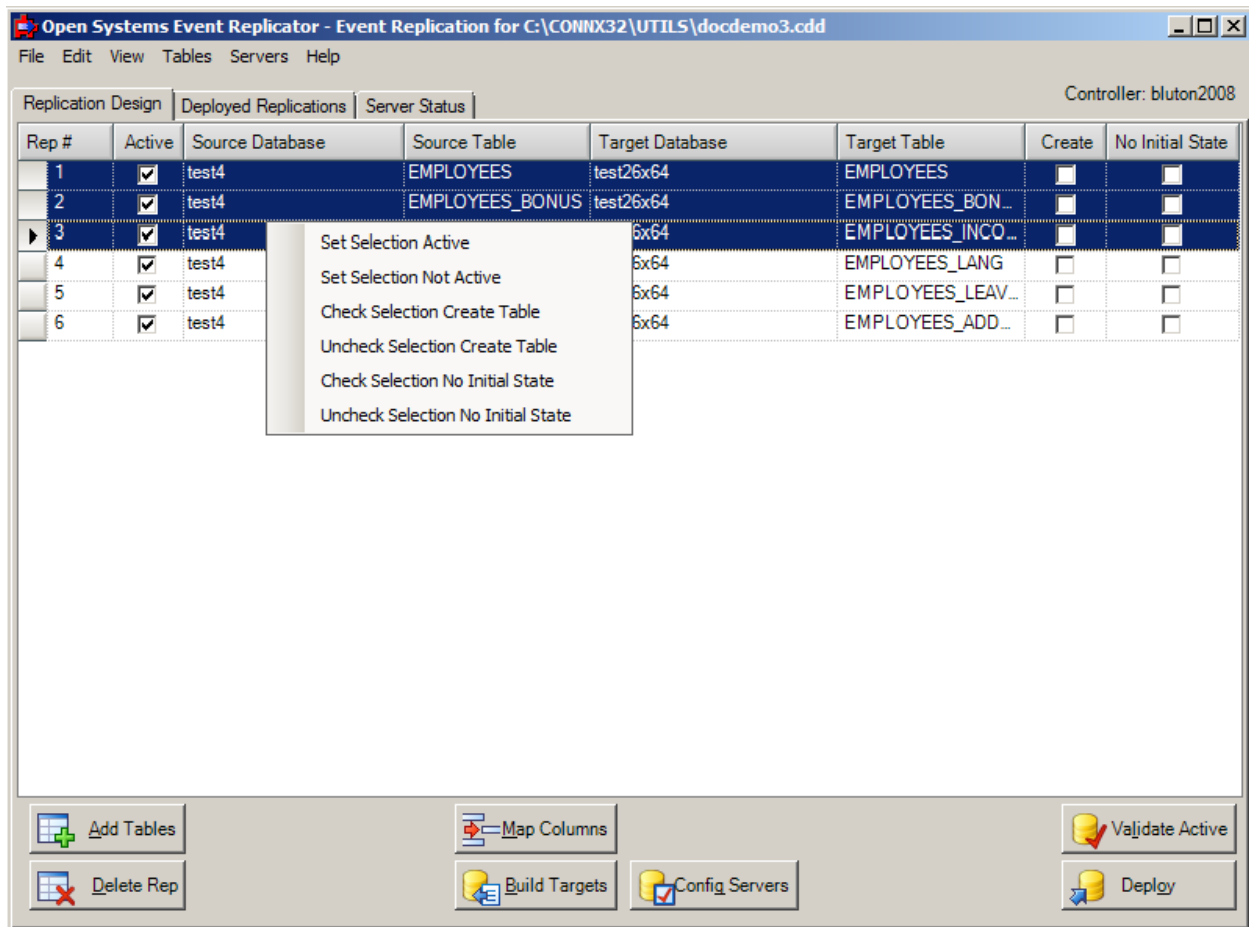 Open Systems Event Replicator - Event Replication for C:\CONNX32\UTILS\docdemo3.cdd
File Edit View Tables Servers Help
Replication Design Deployed Replications Server Status Controller: bluton2008
Rep # Active Source Database Source Table Target Database Target Table Create No Initial State
1 test4 EMPLOYEES test26x64 EMPLOYEES
2 test4 EMPLOYEES_BONUS test26x64 EMPLOYEES_BON...
3 test4 6x64 EMPLOYEES_INCO...
4 test4 6x64 EMPLOYEES_LANG
5 test4 6x64 EMPLOYEES_LEAV...
6 test4 6x64 EMPLOYEES_ADD...
Set Selection Active
Set Selection Not Active
Check Selection Create Table
Uncheck Selection Create Table
Check Selection No Initial State
Uncheck Selection No Initial State
Add Tables Map Columns Validate Active
Delete Rep Build Targets Config Servers Deploy